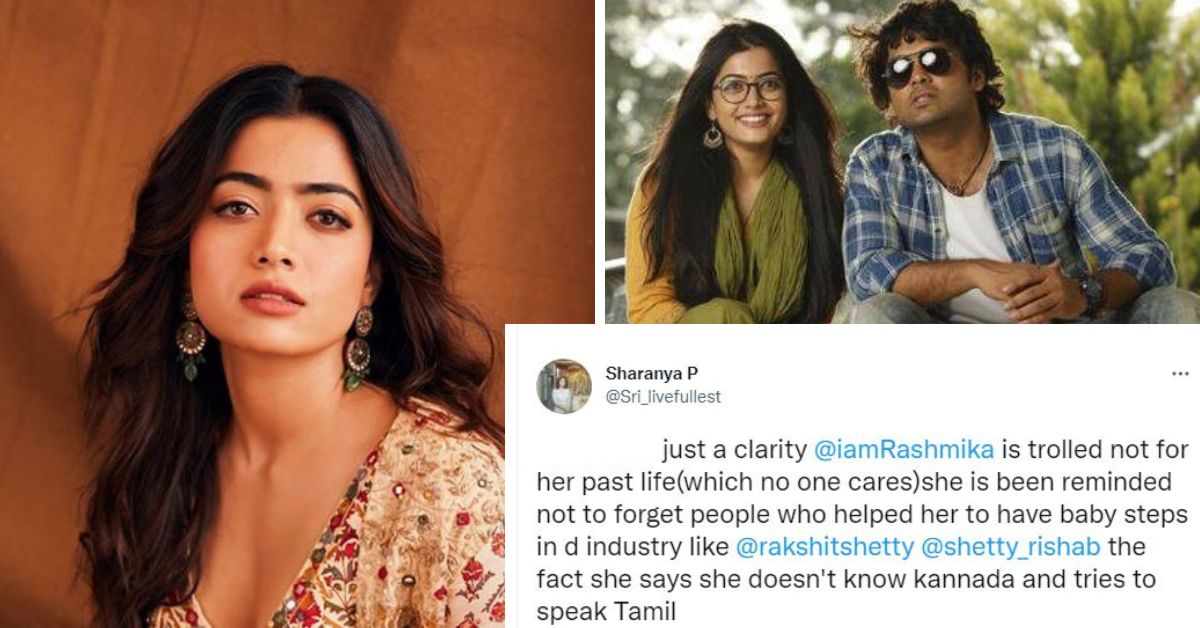 Sharanya P
@Sri_livefullest
just a clarity @iamRashmika is trolled not for
her past life(which no one cares)she is been reminded
not to forget people who helped her to have baby steps
in d industry like @rakshitshetty @shetty_rishab the
fact she says she doesn't know kannada and tries to
speak Tamil